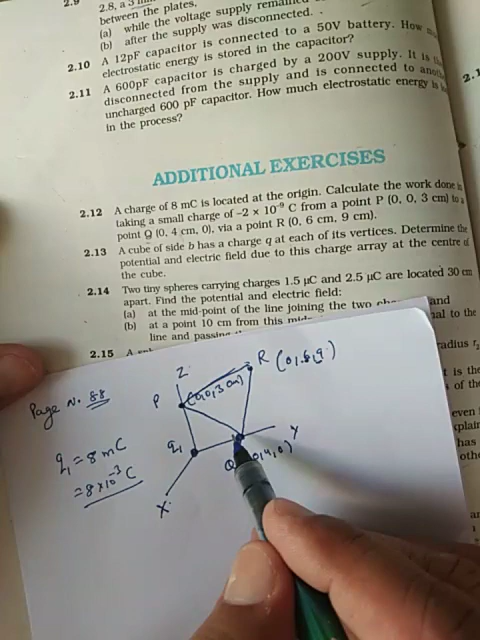 2.9
2.8, a 3 mm
between the plates.
(a) while the voltage supply remained
(b) after the supply was disconnected.
2.10 A 12pF capacitor is connected to a 50V battery. How
electrostatic energy is stored in the capacitor?
2.11 A 600pF capacitor is charged by a 200V supply. It is
disconnected from the supply and is connected to
uncharged 600 pF capacitor. How much electrostatic energy is
in the process?
ADDITIONAL EXERCISES
2.12 A charge of 8 mC is located at the origin. Calculate the work done in
taking a small charge of –2 × 10⁻⁹ C from a point P (0, 0, 3 cm) to a
point Q (0, 4 cm, 0), via a point R (0, 6 cm, 9 cm).
2.13 A cube of side b has a charge q at each of its vertices. Determine the
potential and electric field due to this charge array at the centre of
the cube.
2.14 Two tiny spheres carrying charges 1.5 μC and 2.5 μC are located 30 cm
apart. Find the potential and electric field:
(a) at the mid-point of the line joining the two and
(b) at a point 10 cm from this to the
line and
2.15 A
radius
t is the
s of the
even
has
Page N. 88
q₁ = 8 mC
= 8×10⁻³ C
Z
P (0,0,3cm)
R (0,6,9)
q₁
Y
Q
X